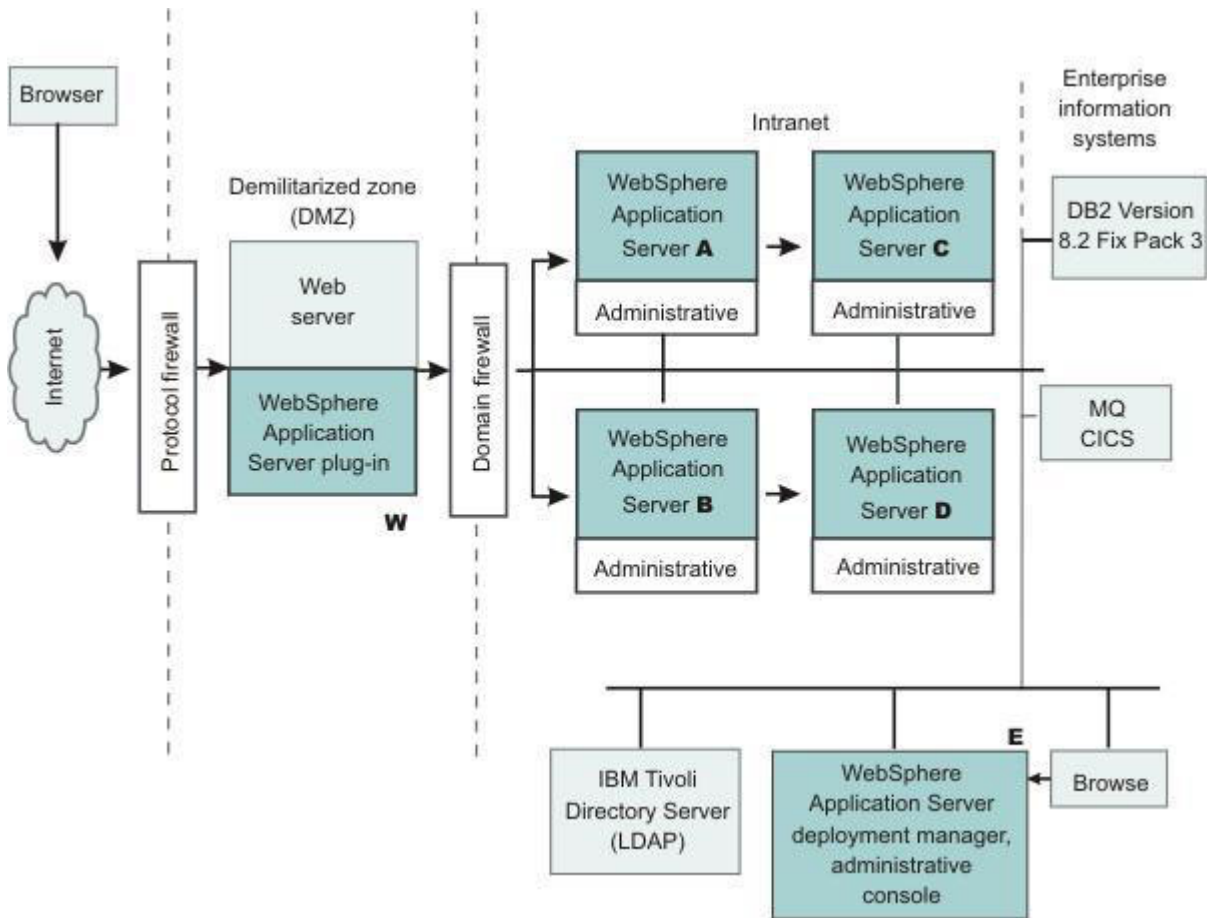 Browser
Internet
Protocol firewall
Demilitarized zone
(DMZ)
Web
server
WebSphere
Application
Server plug-in
W
Domain firewall
Intranet
WebSphere
Application
Server A
Administrative
WebSphere
Application
Server C
Administrative
WebSphere
Application
Server B
Administrative
WebSphere
Application
Server D
Administrative
Enterprise
information
systems
DB2 Version
8.2 Fix Pack 3
MQ
CICS
IBM Tivoli
Directory Server
(LDAP)
E
WebSphere
Application Server
deployment manager,
administrative
console
Browse